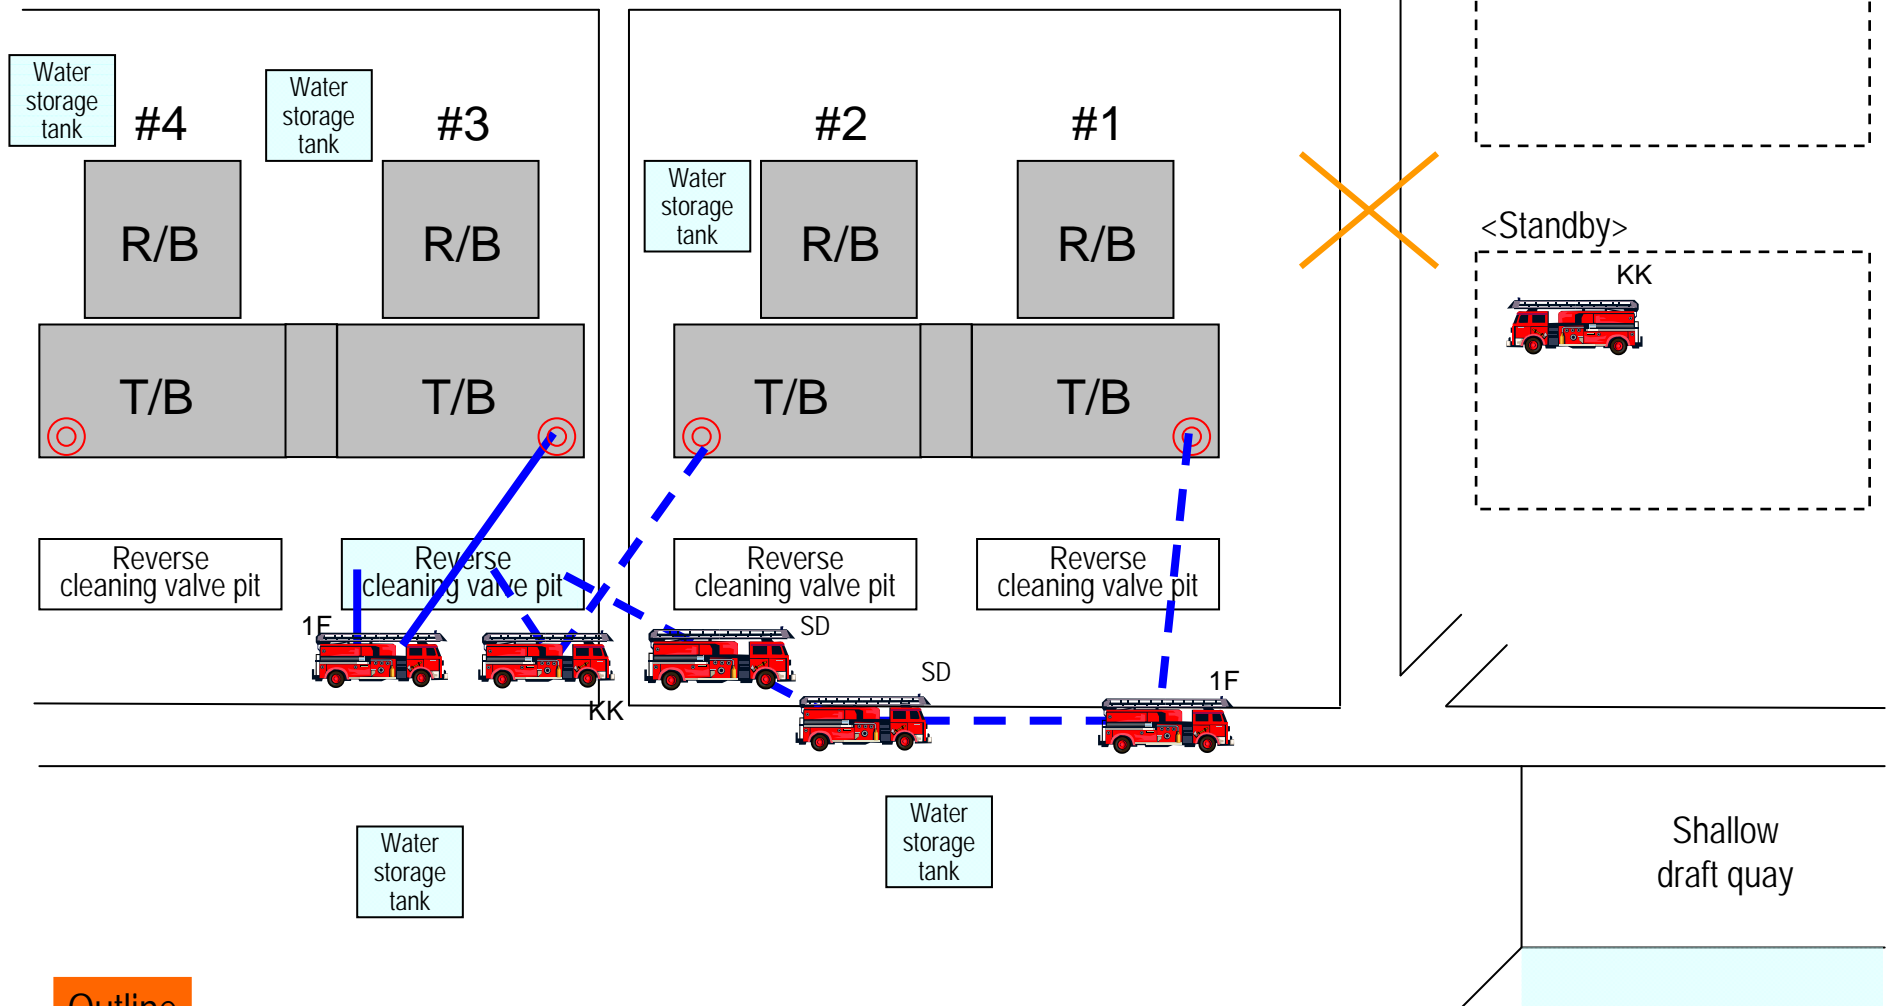 Water
storage
tank
#4
Water
storage
tank
#3
#2
#1
Water
storage
tank
R/B
R/B
R/B
R/B
<Standby>
KK
T/B
T/B
T/B
T/B
Reverse
cleaning valve pit
Reverse
cleaning valve pit
Reverse
cleaning valve pit
Reverse
cleaning valve pit
1F
SD
KK
SD
1F
Water
storage
tank
Water
storage
tank
Shallow
draft quay
Outline